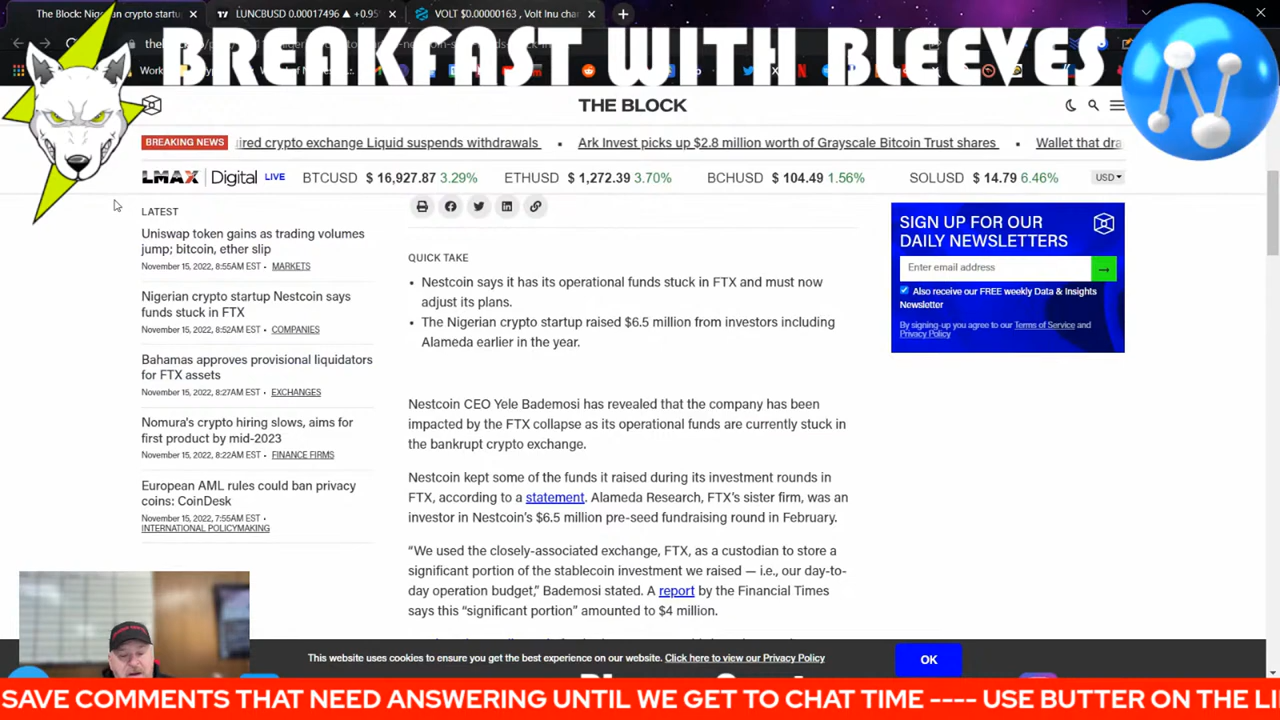 The Block: Nigerian crypto startu
LUNCBUSD 0.00017496 ▲ +0.95
VOLT $0.00000163 , Volt Inu cha
BREAKFAST WITH BLEEVES
THE BLOCK
BREAKING NEWS
ired crypto exchange Liquid suspends withdrawals
Ark Invest picks up $2.8 million worth of Grayscale Bitcoin Trust shares
Wallet that dra
LMAX Digital LIVE
BTCUSD $ 16,927.87 3.29%
ETHUSD $ 1,272.39 3.70%
BCHUSD $ 104.49 1.56%
SOLUSD $ 14.79 6.46%
USD
LATEST
Uniswap token gains as trading volumes
jump; bitcoin, ether slip
November 15, 2022, 8:55AM EST • MARKETS
Nigerian crypto startup Nestcoin says
funds stuck in FTX
November 15, 2022, 8:52AM EST • COMPANIES
Bahamas approves provisional liquidators
for FTX assets
November 15, 2022, 8:27AM EST • EXCHANGES
Nomura's crypto hiring slows, aims for
first product by mid-2023
November 15, 2022, 8:22AM EST • FINANCE FIRMS
European AML rules could ban privacy
coins: CoinDesk
November 15, 2022, 7:55AM EST •
INTERNATIONAL POLICYMAKING
QUICK TAKE
• Nestcoin says it has its operational funds stuck in FTX and must now
adjust its plans.
• The Nigerian crypto startup raised $6.5 million from investors including
Alameda earlier in the year.
Nestcoin CEO Yele Bademosi has revealed that the company has been
impacted by the FTX collapse as its operational funds are currently stuck in
the bankrupt crypto exchange.
Nestcoin kept some of the funds it raised during its investment rounds in
FTX, according to a statement. Alameda Research, FTX's sister firm, was an
investor in Nestcoin's $6.5 million pre-seed fundraising round in February.
“We used the closely-associated exchange, FTX, as a custodian to store a
significant portion of the stablecoin investment we raised — i.e., our day-to-
day operation budget,” Bademosi stated. A report by the Financial Times
says this “significant portion” amounted to $4 million.
SIGN UP FOR OUR
DAILY NEWSLETTERS
Enter email address
Also receive our FREE weekly Data & Insights
Newsletter
By signing-up you agree to our Terms of Service and
Privacy Policy
This website uses cookies to ensure you get the best experience on our website. Click here to view our Privacy Policy
OK
SAVE COMMENTS THAT NEED ANSWERING UNTIL WE GET TO CHAT TIME ---- USE BUTTER ON THE LI